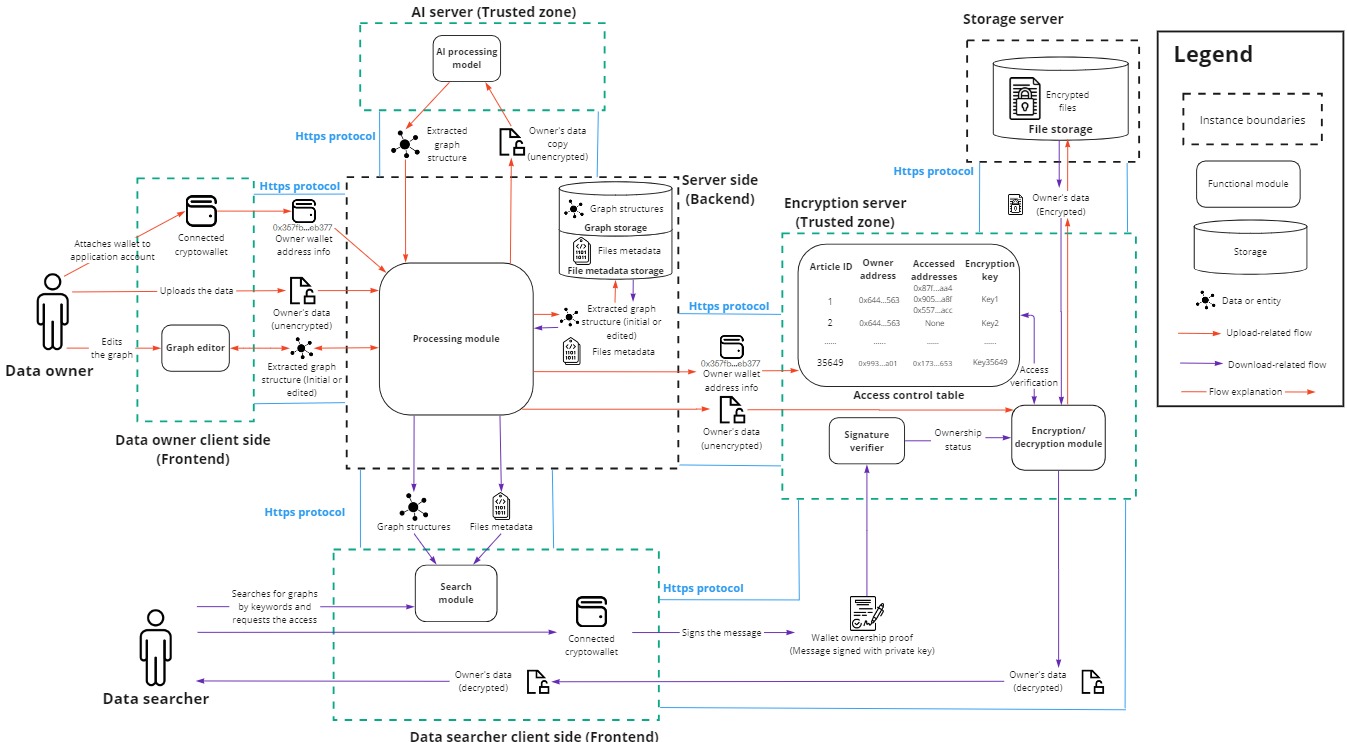 AI server (Trusted zone)
AI processing
model
Https protocol
Extracted
graph
structure
Owner's data
copy
(unencrypted)
Storage server
Encrypted
files
File storage
Https protocol
Owner's data
(Encrypted)
Legend
Instance boundaries
Functional module
Storage
Data or entity
Upload-related flow
Download-related flow
Flow explanation
Https protocol
Attaches wallet to
application account
Connected
cryptowallet
0x367fb...eb377
Owner wallet
address info
Uploads the data
Owner's data
(unencrypted)
Data owner
Edits
the graph
Graph editor
Extracted graph
structure (Initial or
edited)
Data owner client side
(Frontend)
Server side
(Backend)
Graph structures
Graph storage
Files metadata
File metadata storage
Processing module
Extracted graph
structure (initial or
edited)
Files metadata
Https protocol
0x367fb...eb377
Owner wallet
address info
Owner's data
(unencrypted)
Encryption server
(Trusted zone)
Article ID
Owner
address
Accessed
addresses
Encryption
key
1
0x644...563
0x87f...aa4
0x905...a8f
0x557...acc
Key1
2
0x644...563
None
Key2
......
......
......
......
35649
0x993...a01
0x173...653
Key35649
Access control table
Access
verification
Signature
verifier
Ownership
status
Encryption/
decryption module
Https protocol
Graph structures
Files metadata
Search
module
Https protocol
Searches for graphs
by keywords and
requests the access
Connected
cryptowallet
Signs the message
Wallet ownership proof
(Message signed with private key)
Data searcher
Owner's data
(decrypted)
Owner's data
(decrypted)
Data searcher client side (Frontend)